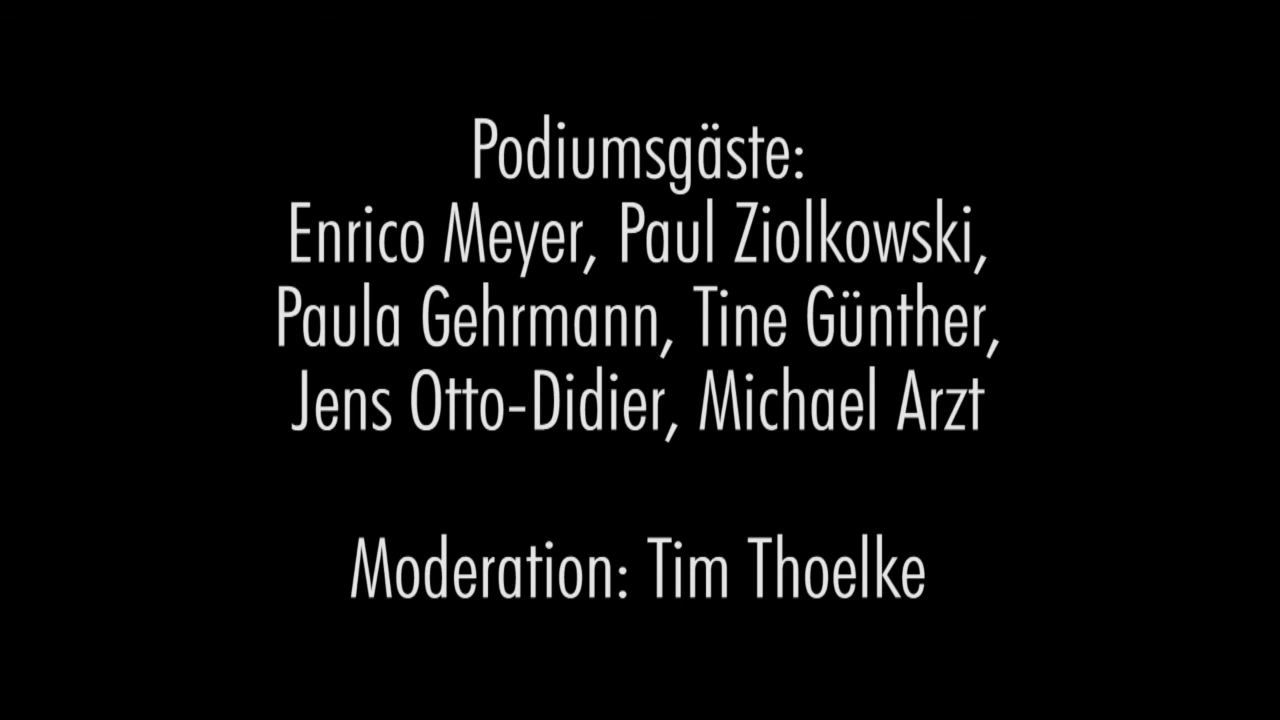 Podiumsgäste:
Enrico Meyer, Paul Ziolkowski,
Paula Gehrmann, Tine Günther,
Jens Otto-Didier, Michael Arzt
Moderation: Tim Thoelke